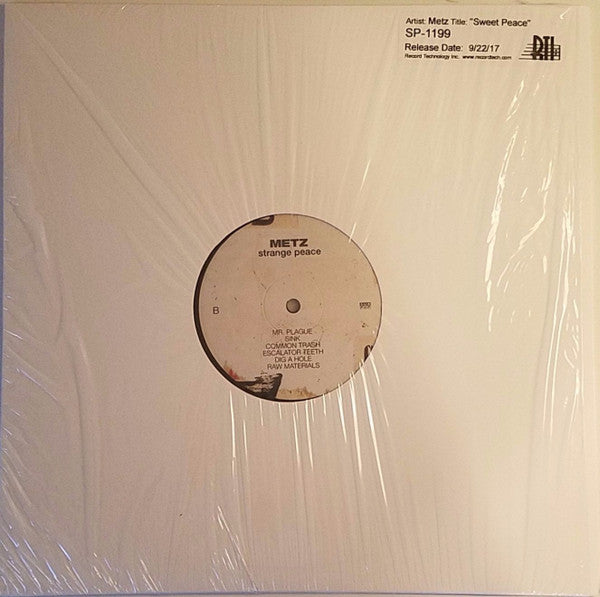 Artist: Metz Title: "Sweet Peace"
SP-1199
Release Date: 9/22/17
Record Technology Inc. www.recordtech.com
RTI
METZ
strange peace
B
MR. PLAGUE
SINK
COMMON TRASH
ESCALATOR TEETH
DIG A HOLE
RAW MATERIALS